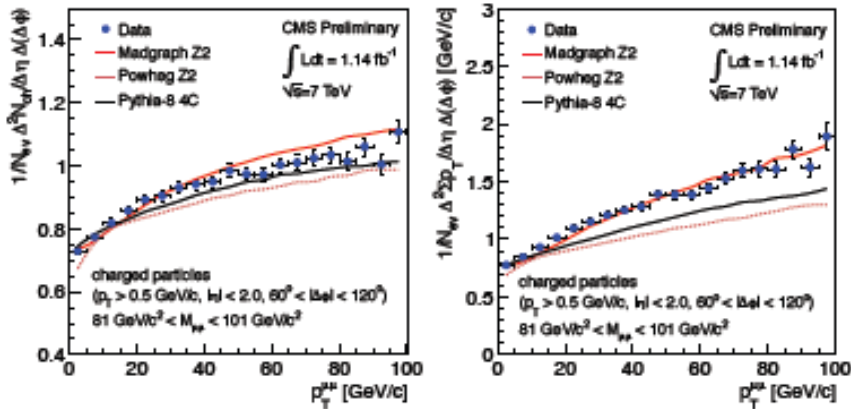 1/N_ev Δ²N_ch/Δη Δ(Δφ)
1.4
1.2
1.0
0.8
0.6
0.4
Data
Madgraph Z2
Powheg Z2
Pythia-8 4C
CMS Preliminary
∫ Ldt = 1.14 fb⁻¹
√s=7 TeV
charged particles
(p_T > 0.5 GeV/c, |η| < 2.0, 60⁰ < |Δφ| < 120⁰)
81 GeV/c² < M_μμ < 101 GeV/c²
0 20 40 60 80 100
p_T^μμ [GeV/c]
1/N_ev Δ²Σp_T/Δη Δ(Δφ) [GeV/c]
3
2.5
2
1.5
1
0.5
0
Data
Madgraph Z2
Powheg Z2
Pythia-8 4C
CMS Preliminary
∫ Ldt = 1.14 fb⁻¹
√s=7 TeV
charged particles
(p_T > 0.5 GeV/c, |η| < 2.0, 60⁰ < |Δφ| < 120⁰)
81 GeV/c² < M_μμ < 101 GeV/c²
0 20 40 60 80 100
p_T^μμ [GeV/c]